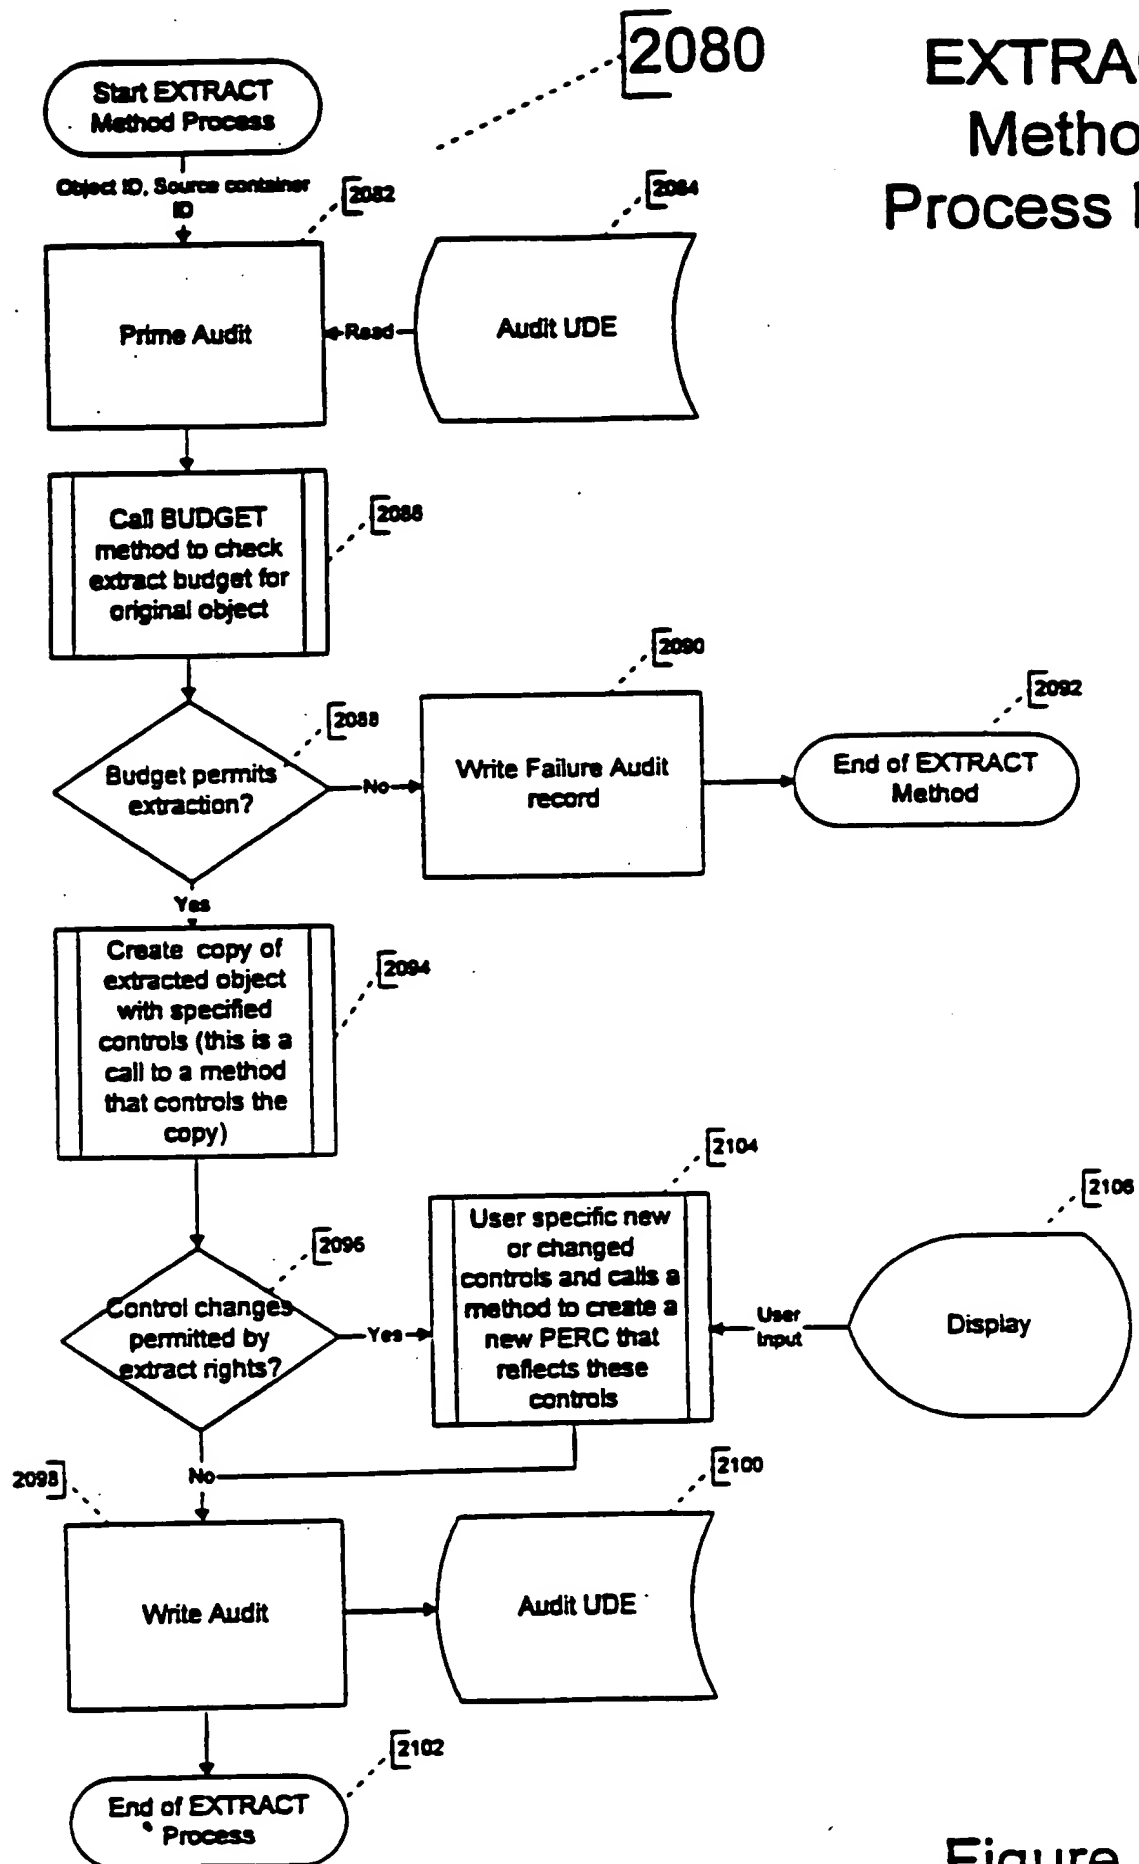 2080
EXTRAC
Metho
Process
Start EXTRACT
Method Process
Object ID, Source container
ID
2082
2084
Prime Audit
Read
Audit UDE
Call BUDGET
method to check
extract budget for
original object
2086
2090
2092
2088
Budget permits
extraction?
No
Write Failure Audit
record
End of EXTRACT
Method
Yes
Create copy of
extracted object
with specified
controls (this is a
call to a method
that controls the
copy)
2094
2104
2106
User specific new
or changed
controls and calls a
method to create a
new PERC that
reflects these
controls
2096
Control changes
permitted by
extract rights?
Yes
User
Input
Display
No
2098
2100
Write Audit
Audit UDE
2102
End of EXTRACT
Process
Figure